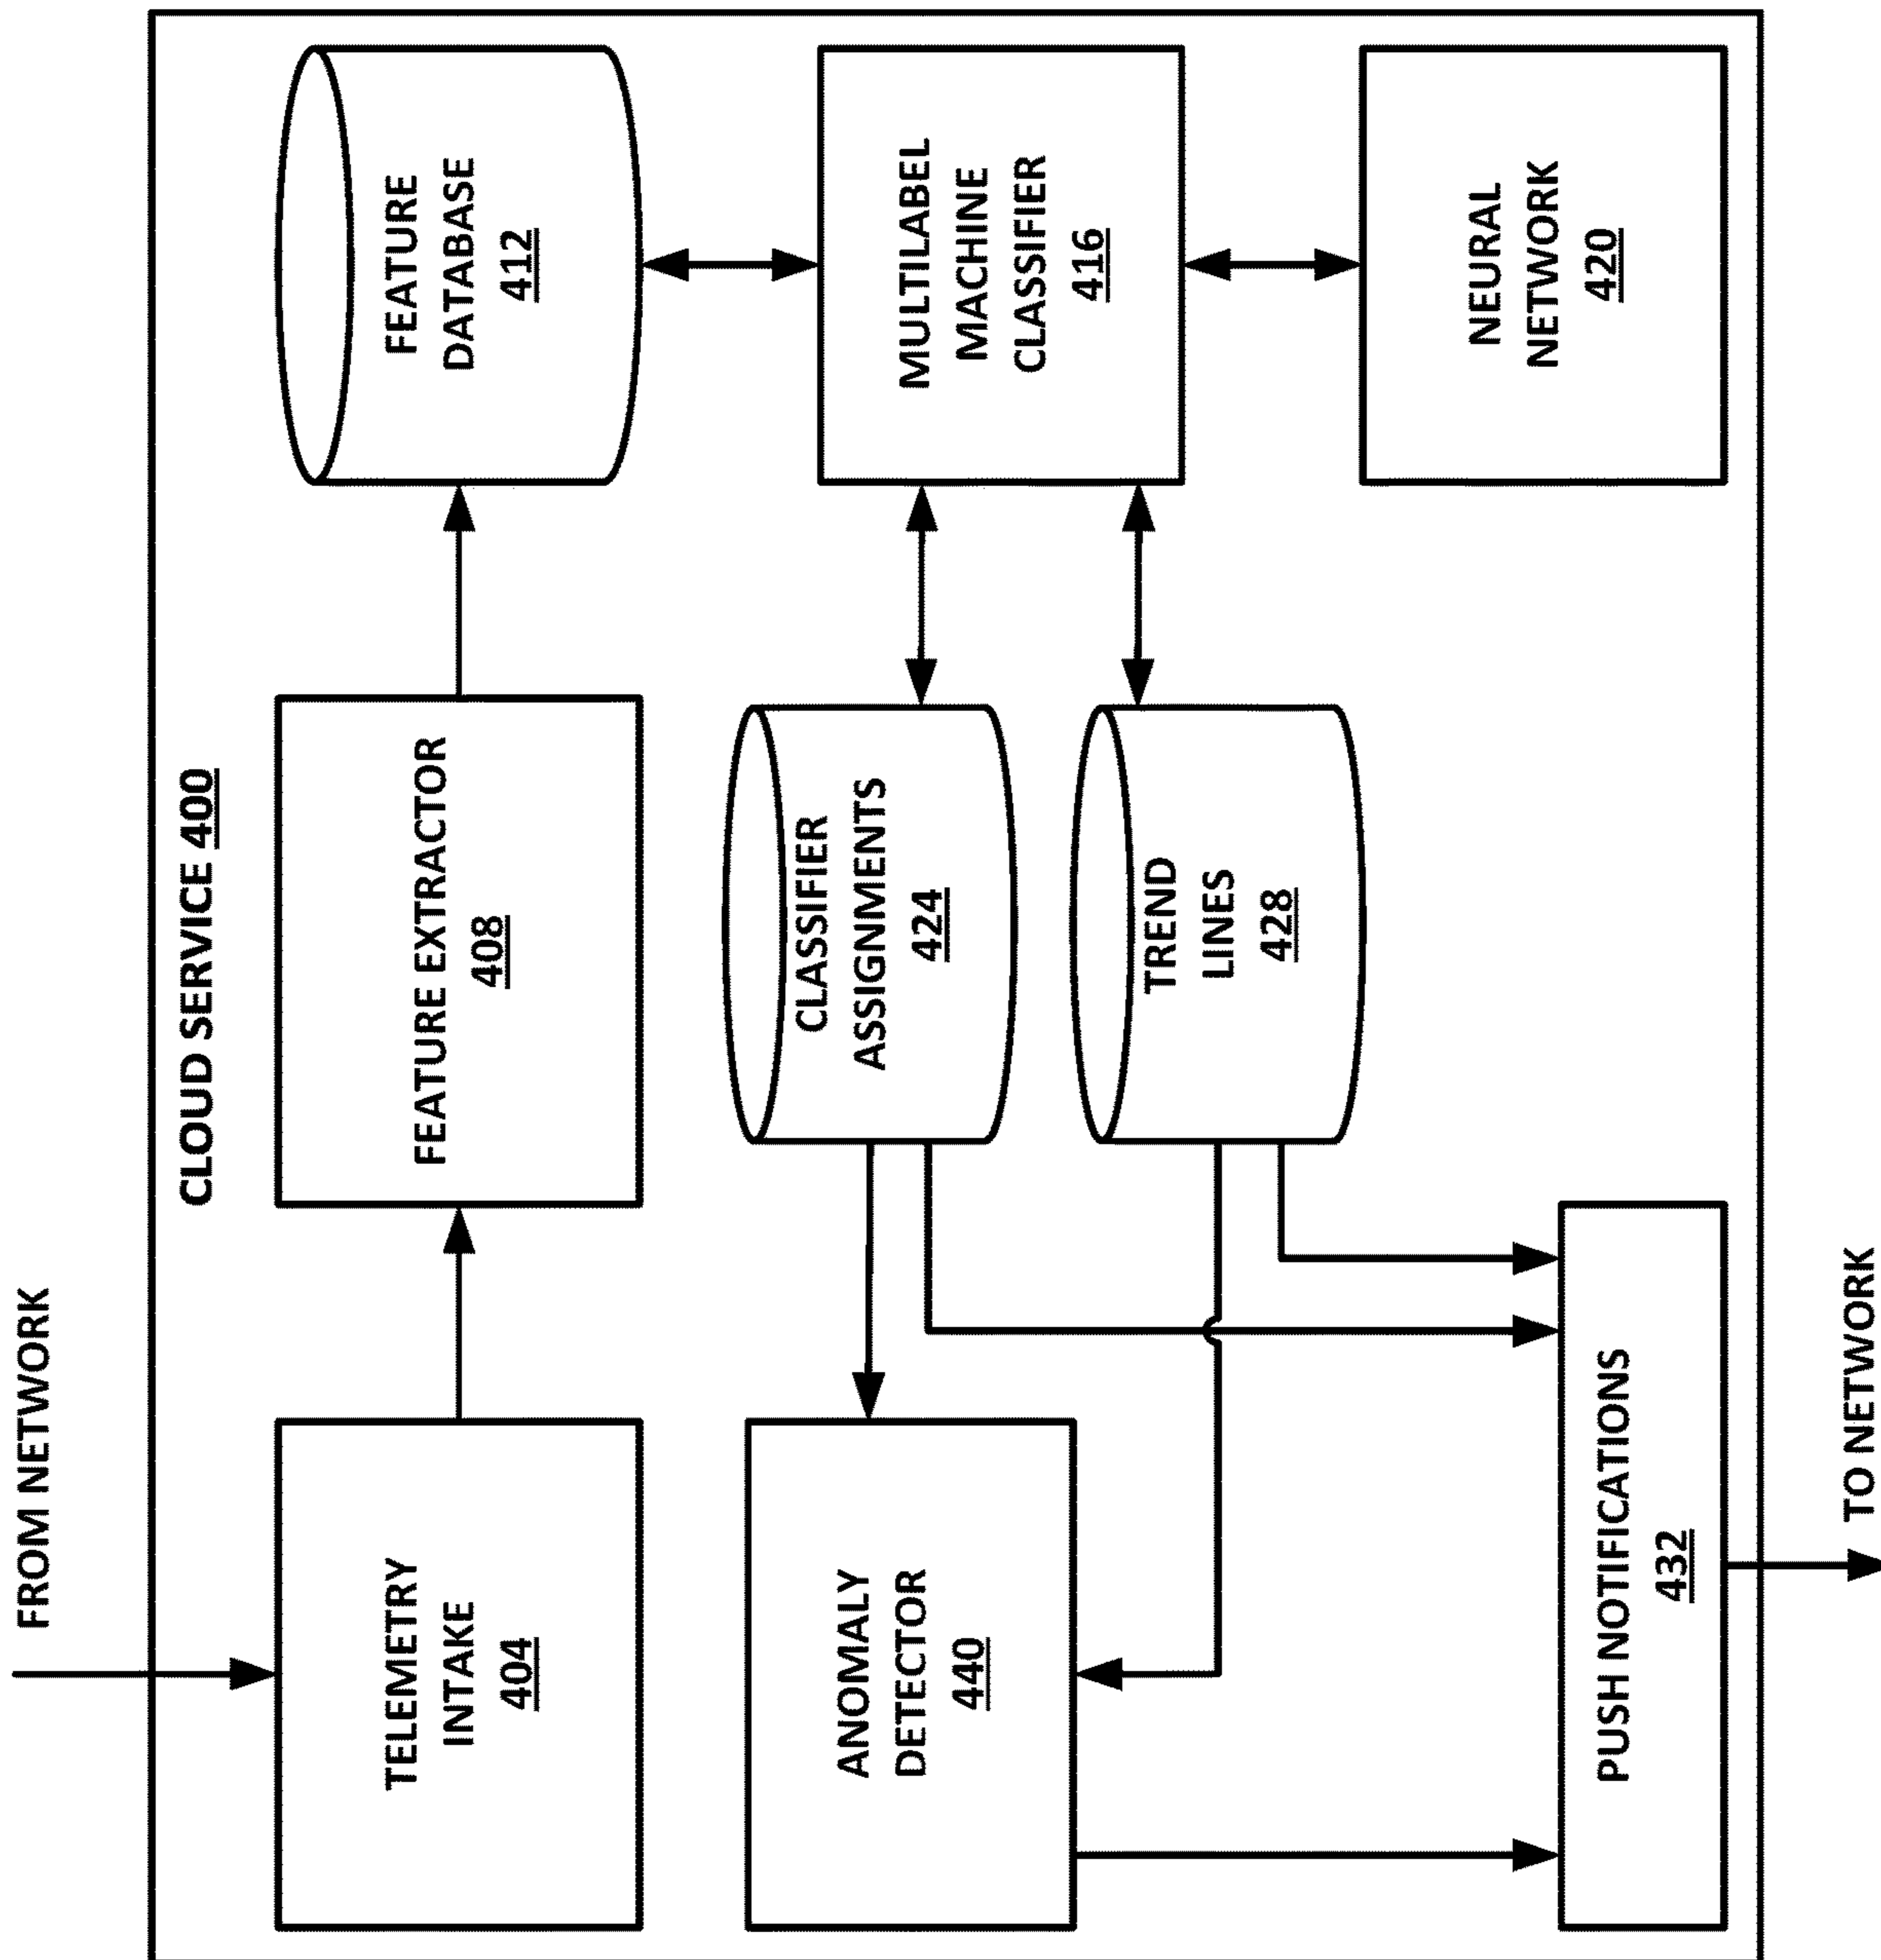 FROM NETWORK
CLOUD SERVICE 400
TELEMETRY
INTAKE
404
FEATURE EXTRACTOR
408
FEATURE
DATABASE
412
ANOMALY
DETECTOR
440
CLASSIFIER
ASSIGNMENTS
424
TREND
LINES
428
MULTILABEL
MACHINE
CLASSIFIER
416
NEURAL
NETWORK
420
PUSH NOTIFICATIONS
432
TO NETWORK